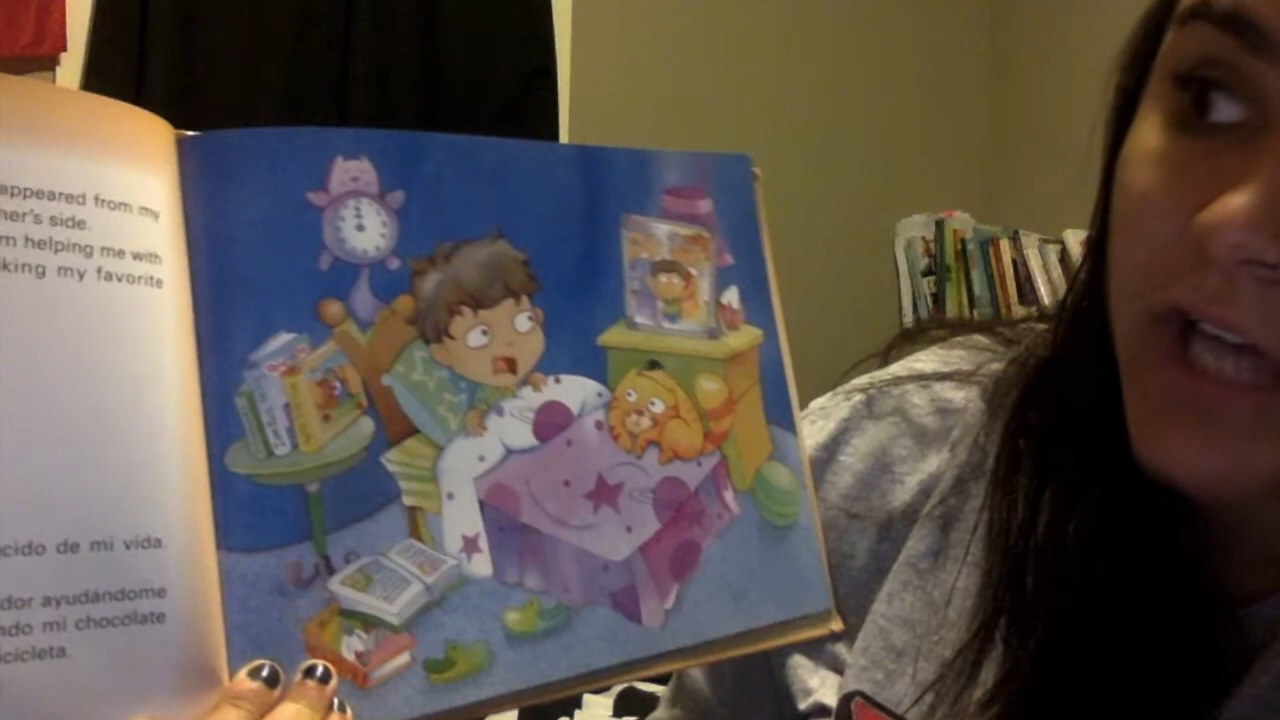 appeared from my
her's side.
m helping me with
king my favorite
cido de mi vida.
dor ayudándome
ndo mi chocolate
cicleta.